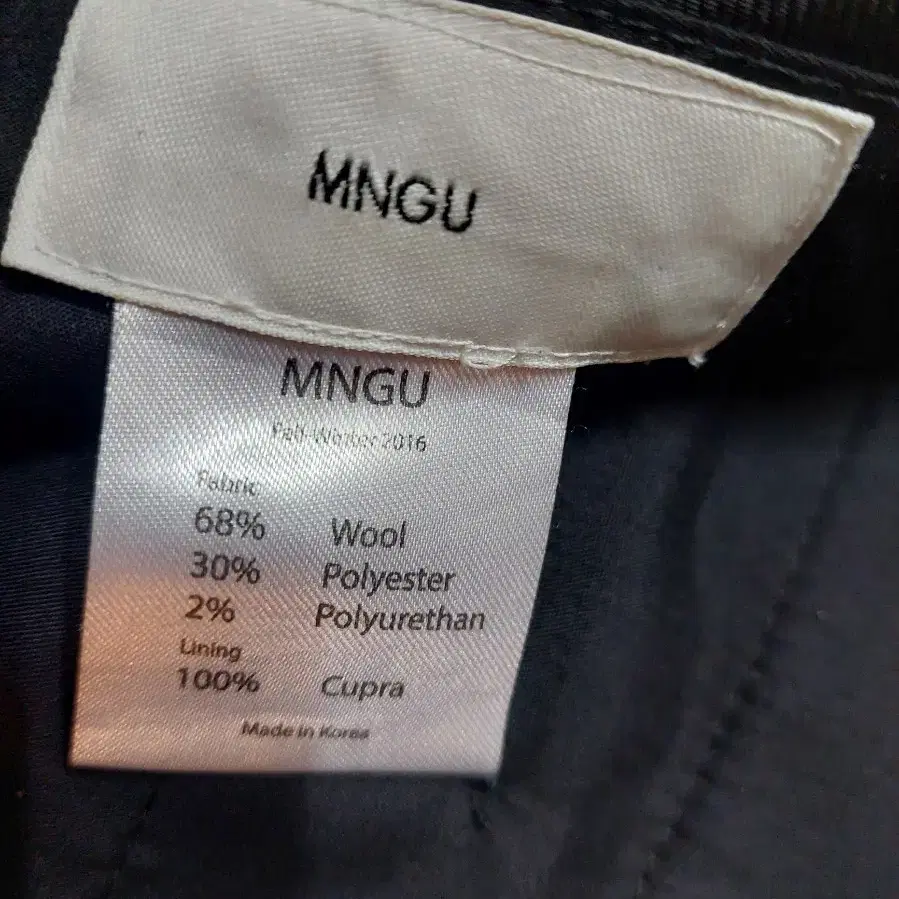 MNGU
MNGU
Fall-Winter 2016
Fabric
68% Wool
30% Polyester
2% Polyurethan
Lining
100% Cupra
Made in Korea